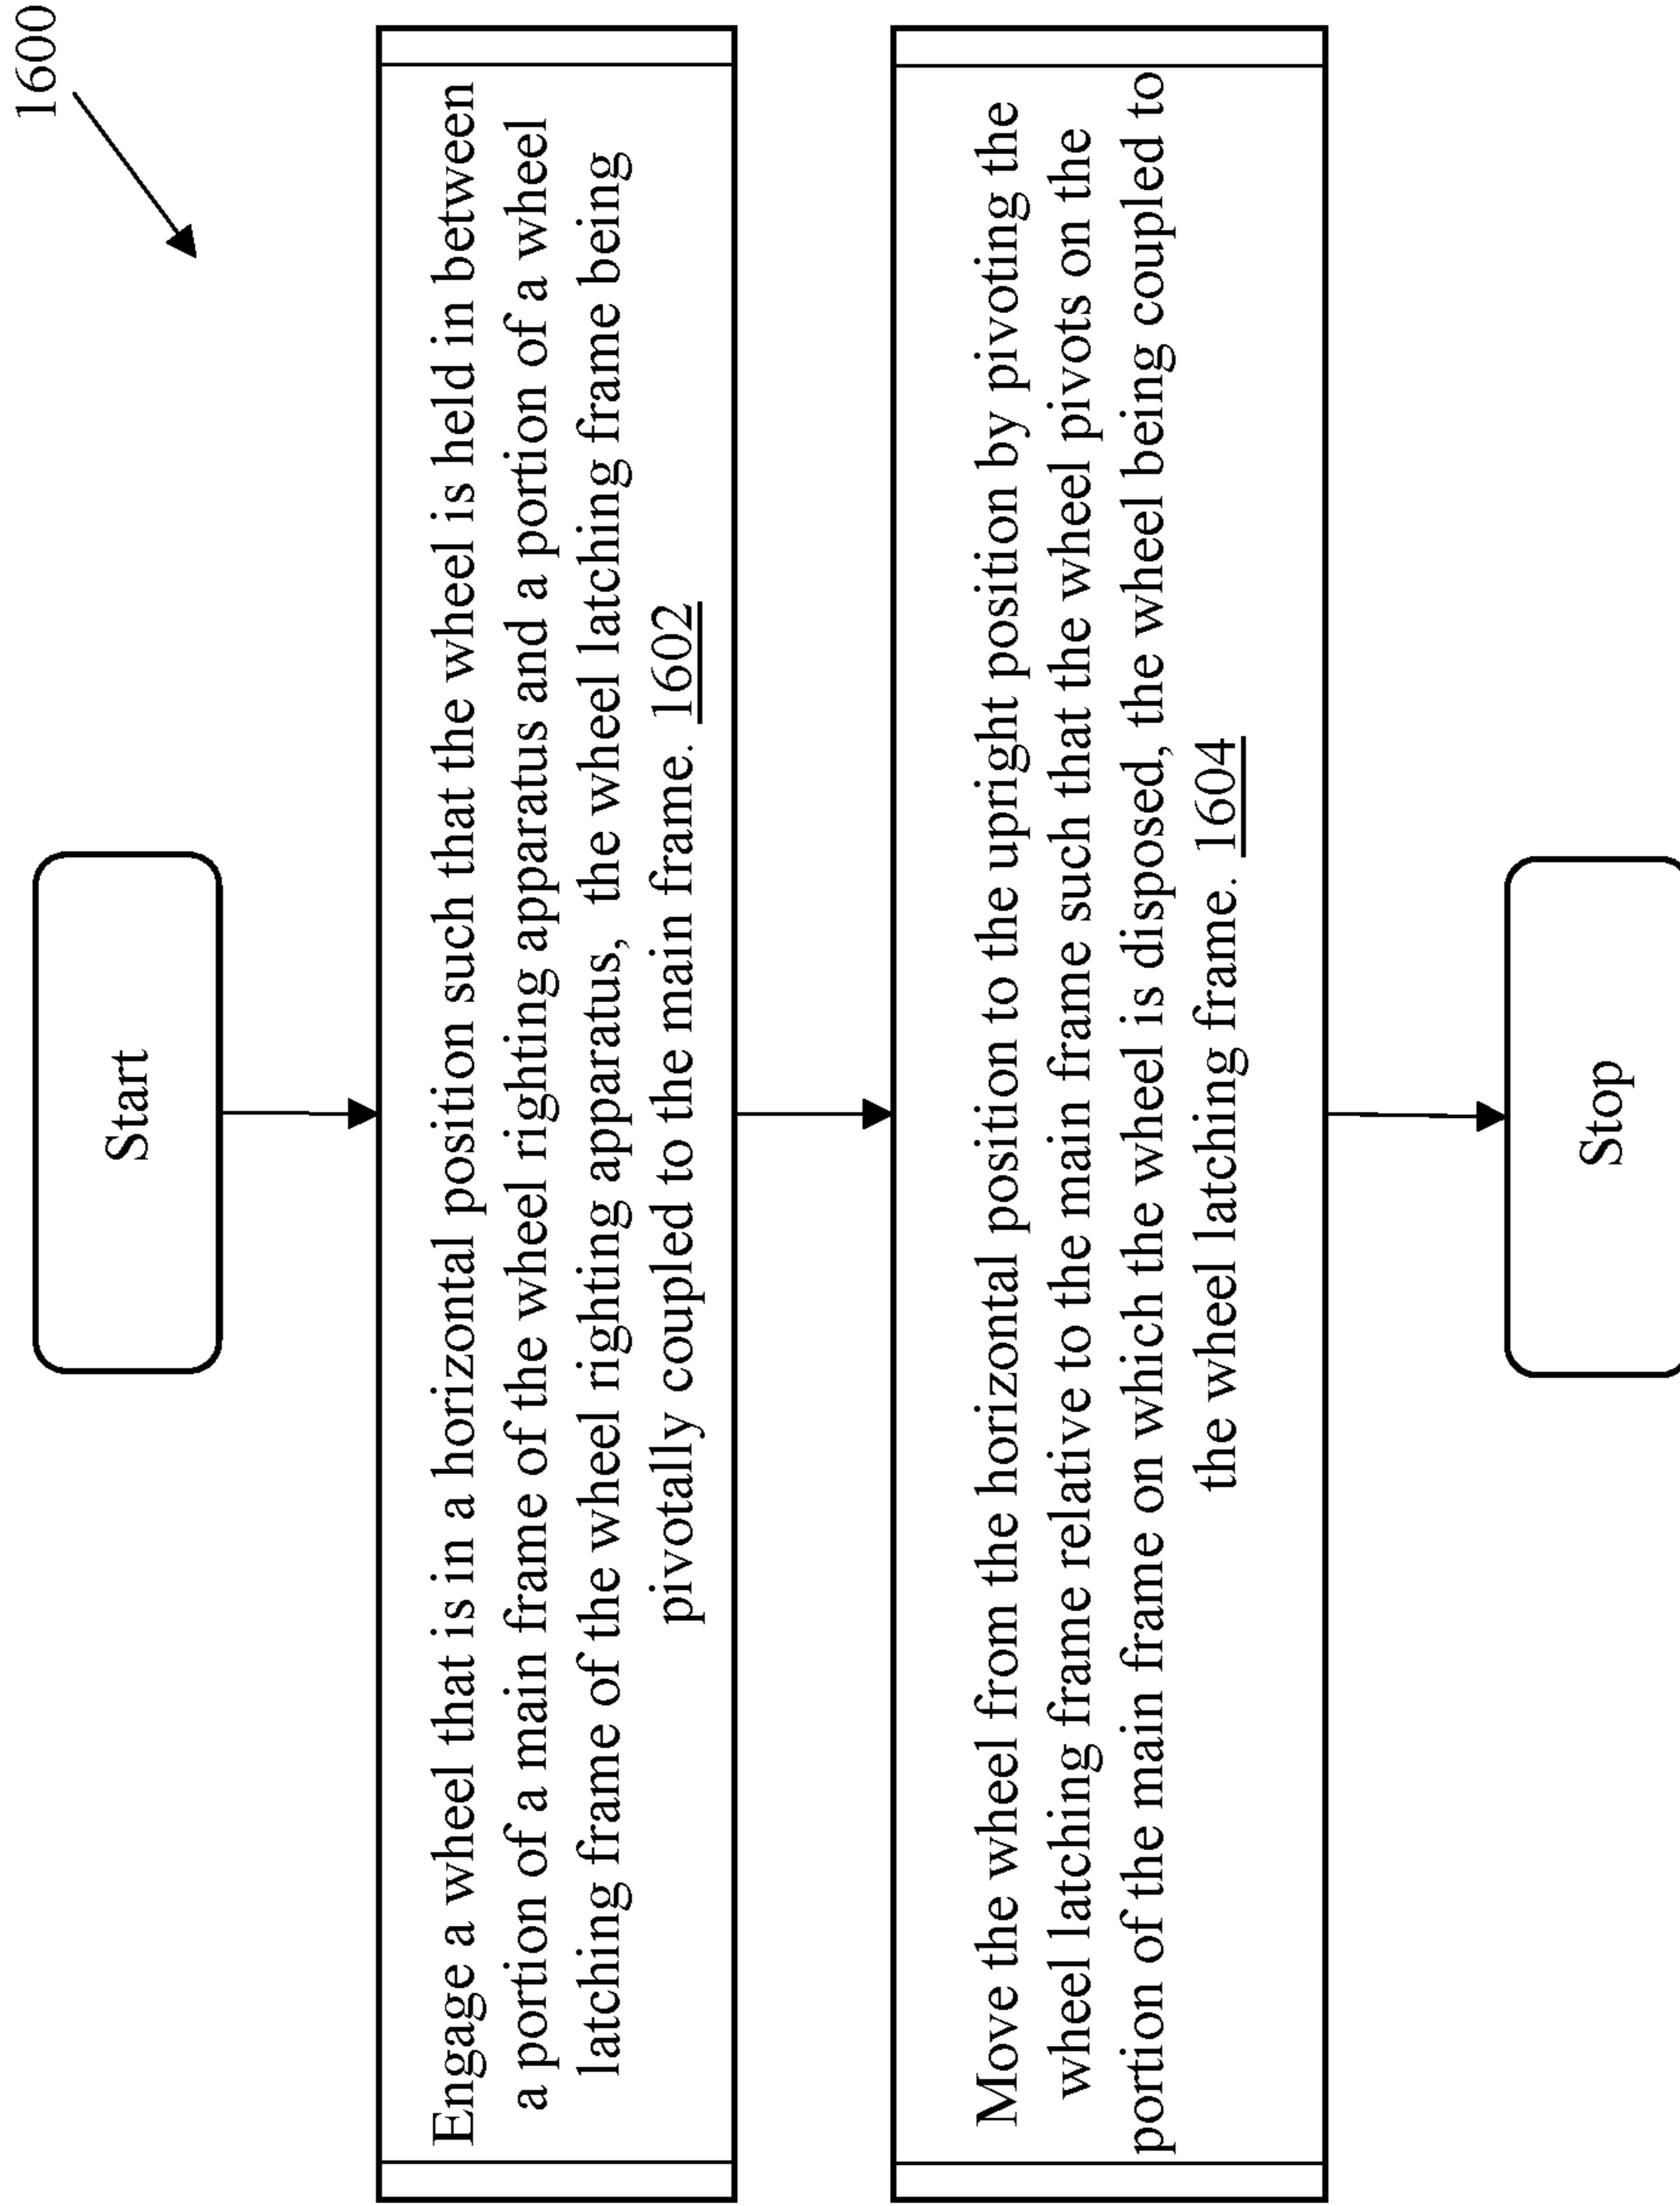 1600
Start
Engage a wheel that is in a horizontal position such that the wheel is held in between
a portion of a main frame of the wheel righting apparatus and a portion of a wheel
latching frame of the wheel righting apparatus, the wheel latching frame being
pivotally coupled to the main frame. 1602
Move the wheel from the horizontal position to the upright position by pivoting the
wheel latching frame relative to the main frame such that the wheel pivots on the
portion of the main frame on which the wheel is disposed, the wheel being coupled to
the wheel latching frame. 1604
Stop